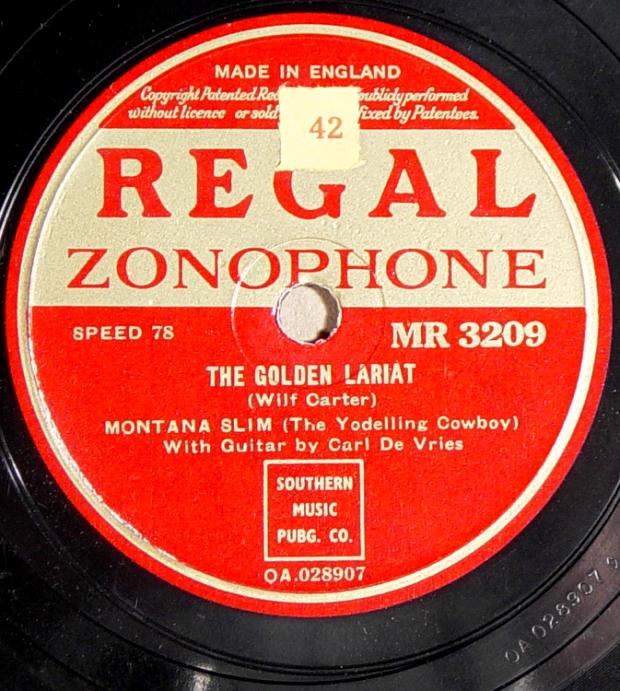 MADE IN ENGLAND
Copyright Patented publicly performed
without licence or sold fixed by Patentees.
42
REGAL
ZONOPHONE
SPEED 78
MR 3209
THE GOLDEN LARIAT
(Wilf Carter)
MONTANA SLIM (The Yodelling Cowboy)
With Guitar by Carl De Vries
SOUTHERN
MUSIC
PUBG. CO.
OA.028907
OA 028907